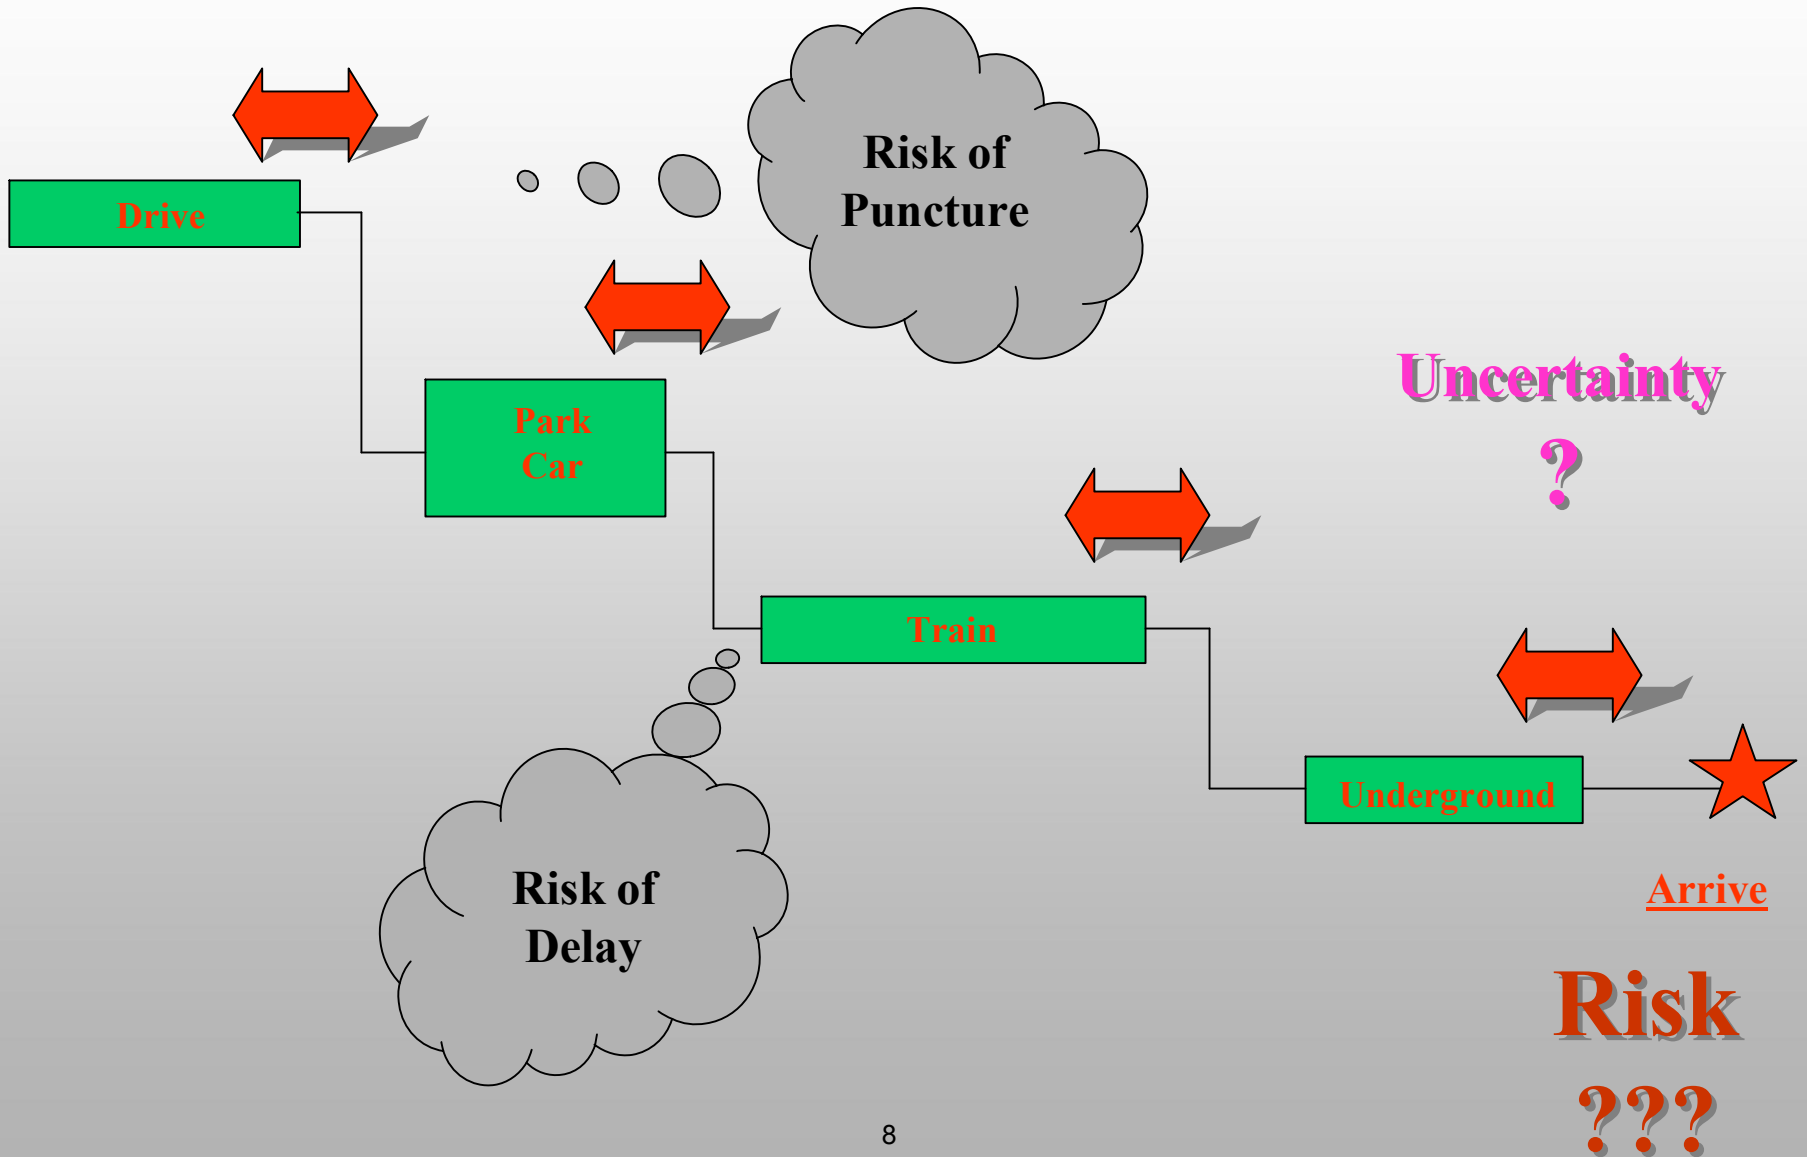 Risk of
Puncture
Drive
Uncertainty
?
Park
Car
Train
Underground
Risk of
Delay
Arrive
Risk
???
8